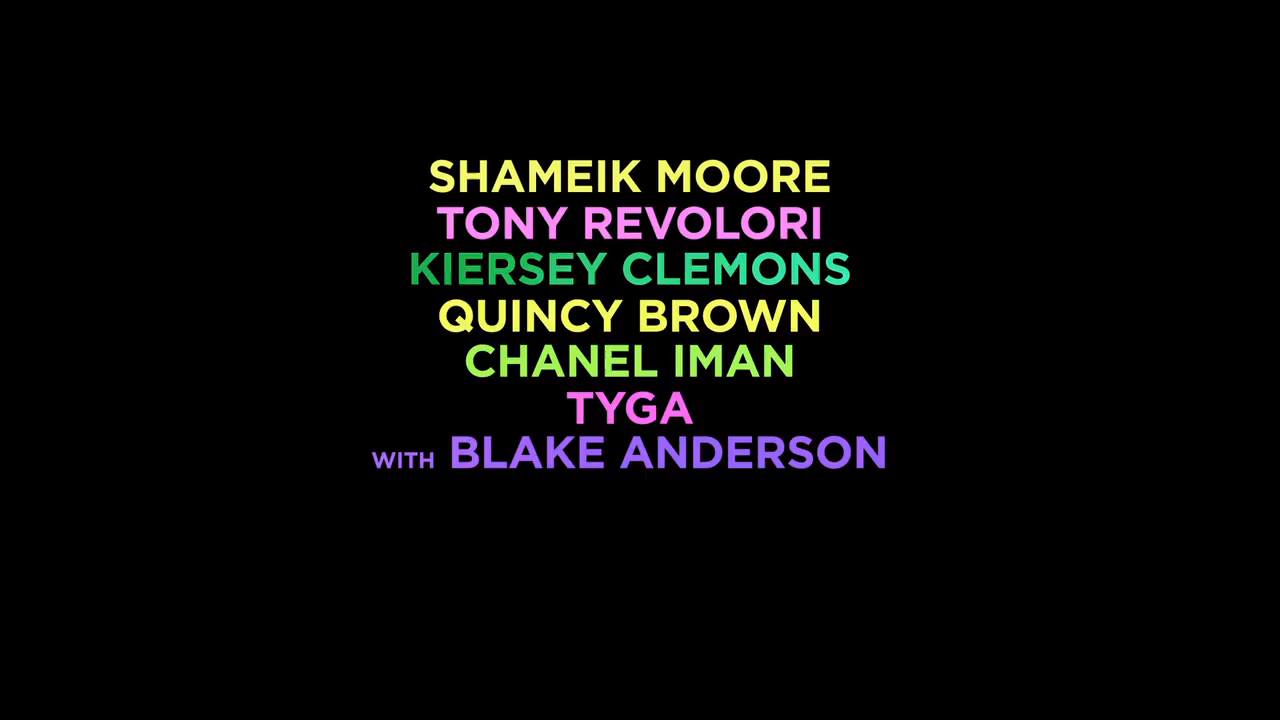 SHAMEIK MOORE
TONY REVOLORI
KIERSEY CLEMONS
QUINCY BROWN
CHANEL IMAN
TYGA
WITH BLAKE ANDERSON